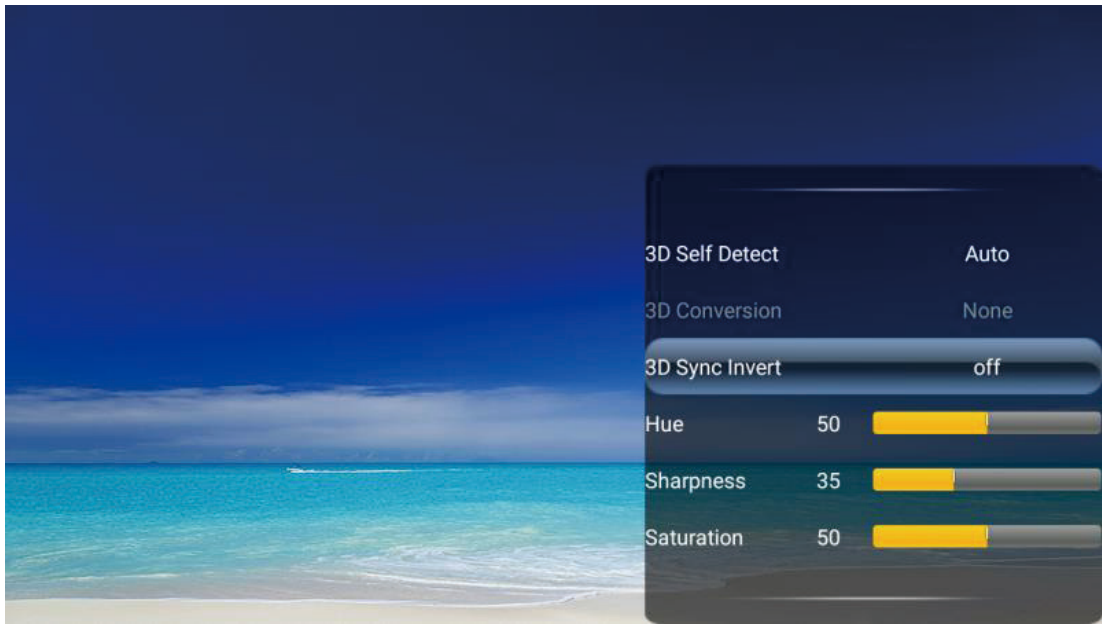 3D Self Detect Auto
3D Conversion None
3D Sync Invert off
Hue 50
Sharpness 35
Saturation 50